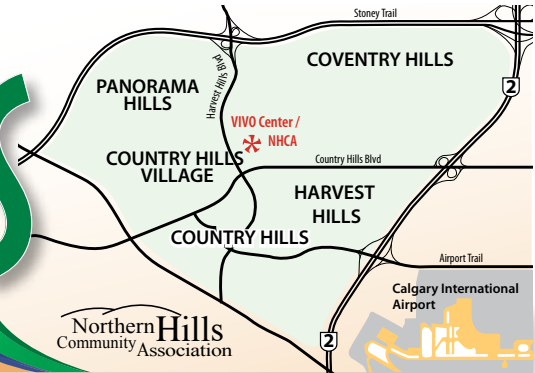 Stoney Trail
COVENTRY HILLS
2
PANORAMA
HILLS
Harvest Hills Blvd
VIVO Center /
NHCA
COUNTRY HILLS
VILLAGE
Country Hills Blvd
HARVEST
HILLS
COUNTRY HILLS
Airport Trail
Calgary International
Airport
2
Northern Hills
Community Association